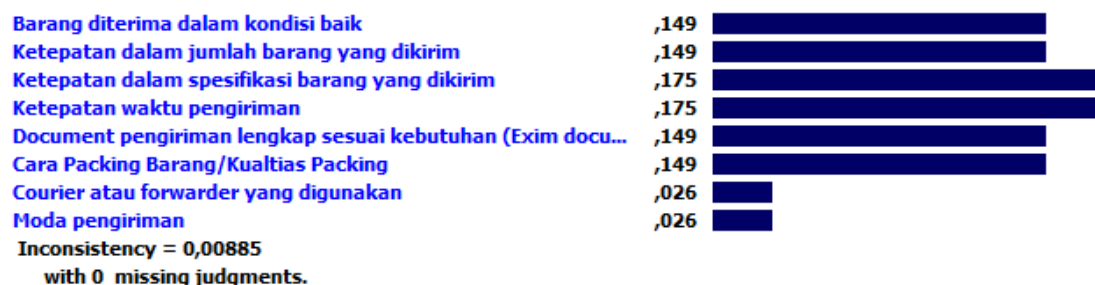 Barang diterima dalam kondisi baik ,149
Ketepatan dalam jumlah barang yang dikirim ,149
Ketepatan dalam spesifikasi barang yang dikirim ,175
Ketepatan waktu pengiriman ,175
Document pengiriman lengkap sesuai kebutuhan (Exim docu... ,149
Cara Packing Barang/Kualtias Packing ,149
Courier atau forwarder yang digunakan ,026
Moda pengiriman ,026
Inconsistency = 0,00885
with 0 missing judgments.